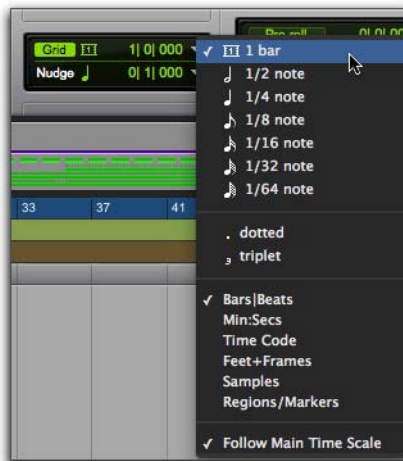 Grid 1| 0| 000
Nudge 0| 1| 000
Pre-roll
33 37 41
✓ 1 bar
1/2 note
1/4 note
1/8 note
1/16 note
1/32 note
1/64 note
. dotted
3 triplet
✓ Bars|Beats
Min:Secs
Time Code
Feet+Frames
Samples
Regions/Markers
✓ Follow Main Time Scale